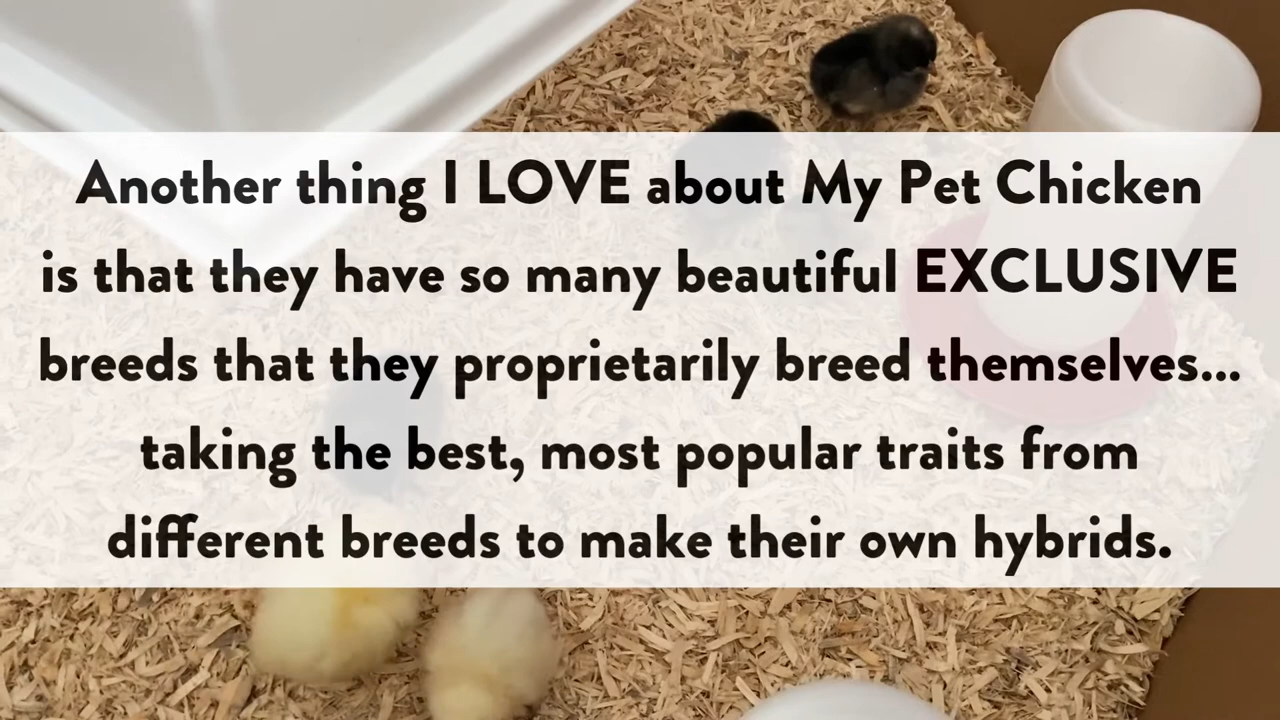 Another thing I LOVE about My Pet Chicken
is that they have so many beautiful EXCLUSIVE
breeds that they proprietarily breed themselves...
taking the best, most popular traits from
different breeds to make their own hybrids.